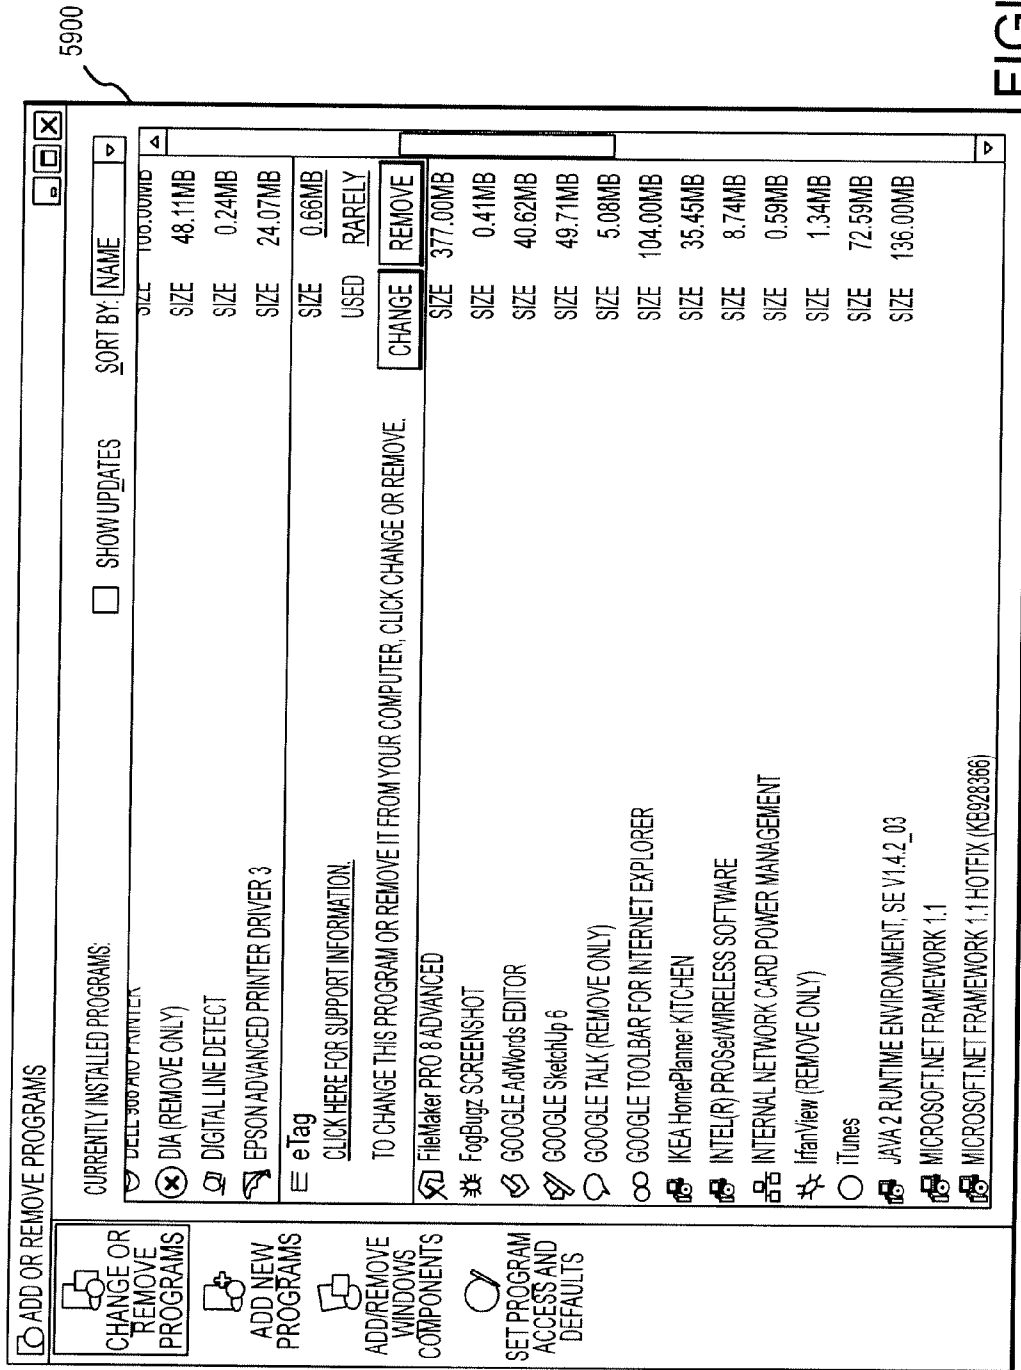 5900
ADD OR REMOVE PROGRAMS
CHANGE OR
REMOVE
PROGRAMS
ADD NEW
PROGRAMS
ADD/REMOVE
WINDOWS
COMPONENTS
SET PROGRAM
ACCESS AND
DEFAULTS
CURRENTLY INSTALLED PROGRAMS: SHOW UPDATES SORT BY: NAME
DELL 966 AIO PRINTER SIZE 106.00MB
DIA (REMOVE ONLY) SIZE 48.11MB
DIGITAL LINE DETECT SIZE 0.24MB
EPSON ADVANCED PRINTER DRIVER 3 SIZE 24.07MB
eTag SIZE 0.66MB
CLICK HERE FOR SUPPORT INFORMATION. USED RARELY
TO CHANGE THIS PROGRAM OR REMOVE IT FROM YOUR COMPUTER, CLICK CHANGE OR REMOVE. CHANGE REMOVE
FileMaker PRO 8 ADVANCED SIZE 377.00MB
FogBugz SCREENSHOT SIZE 0.41MB
GOOGLE AdWords EDITOR SIZE 40.62MB
GOOGLE SketchUp 6 SIZE 49.71MB
GOOGLE TALK (REMOVE ONLY) SIZE 5.08MB
GOOGLE TOOLBAR FOR INTERNET EXPLORER SIZE 104.00MB
IKEA HomePlanner KITCHEN SIZE 35.45MB
INTEL(R) PROSet/WIRELESS SOFTWARE SIZE 8.74MB
INTERNAL NETWORK CARD POWER MANAGEMENT SIZE 0.59MB
IrfanView (REMOVE ONLY) SIZE 1.34MB
iTunes SIZE 72.59MB
JAVA 2 RUNTIME ENVIRONMENT, SE V1.4.2_03 SIZE 136.00MB
MICROSOFT.NET FRAMEWORK 1.1
MICROSOFT.NET FRAMEWORK 1.1 HOTFIX (KB928366)